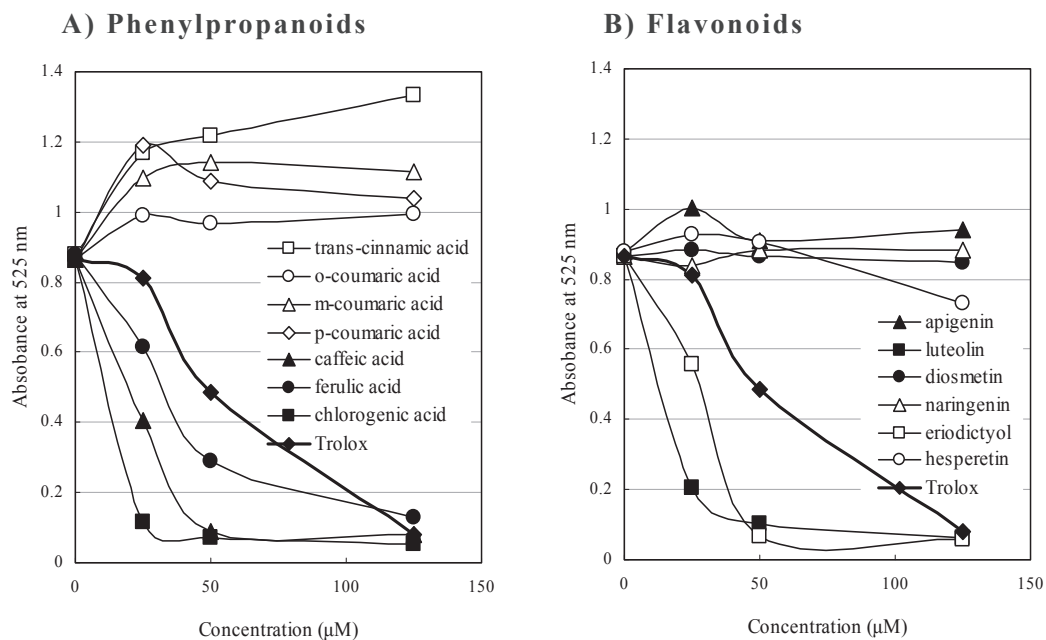 A) Phenylpropanoids
1.4
1.2
1
0.8
0.6
0.4
0.2
0
0
50
100
150
Absobance at 525 nm
Concentration (µM)
trans-cinnamic acid
o-coumaric acid
m-coumaric acid
p-coumaric acid
caffeic acid
ferulic acid
chlorogenic acid
Trolox
B) Flavonoids
1.4
1.2
1
0.8
0.6
0.4
0.2
0
0
50
100
150
Absobance at 525 nm
Concentration (µM)
apigenin
luteolin
diosmetin
naringenin
eriodictyol
hesperetin
Trolox